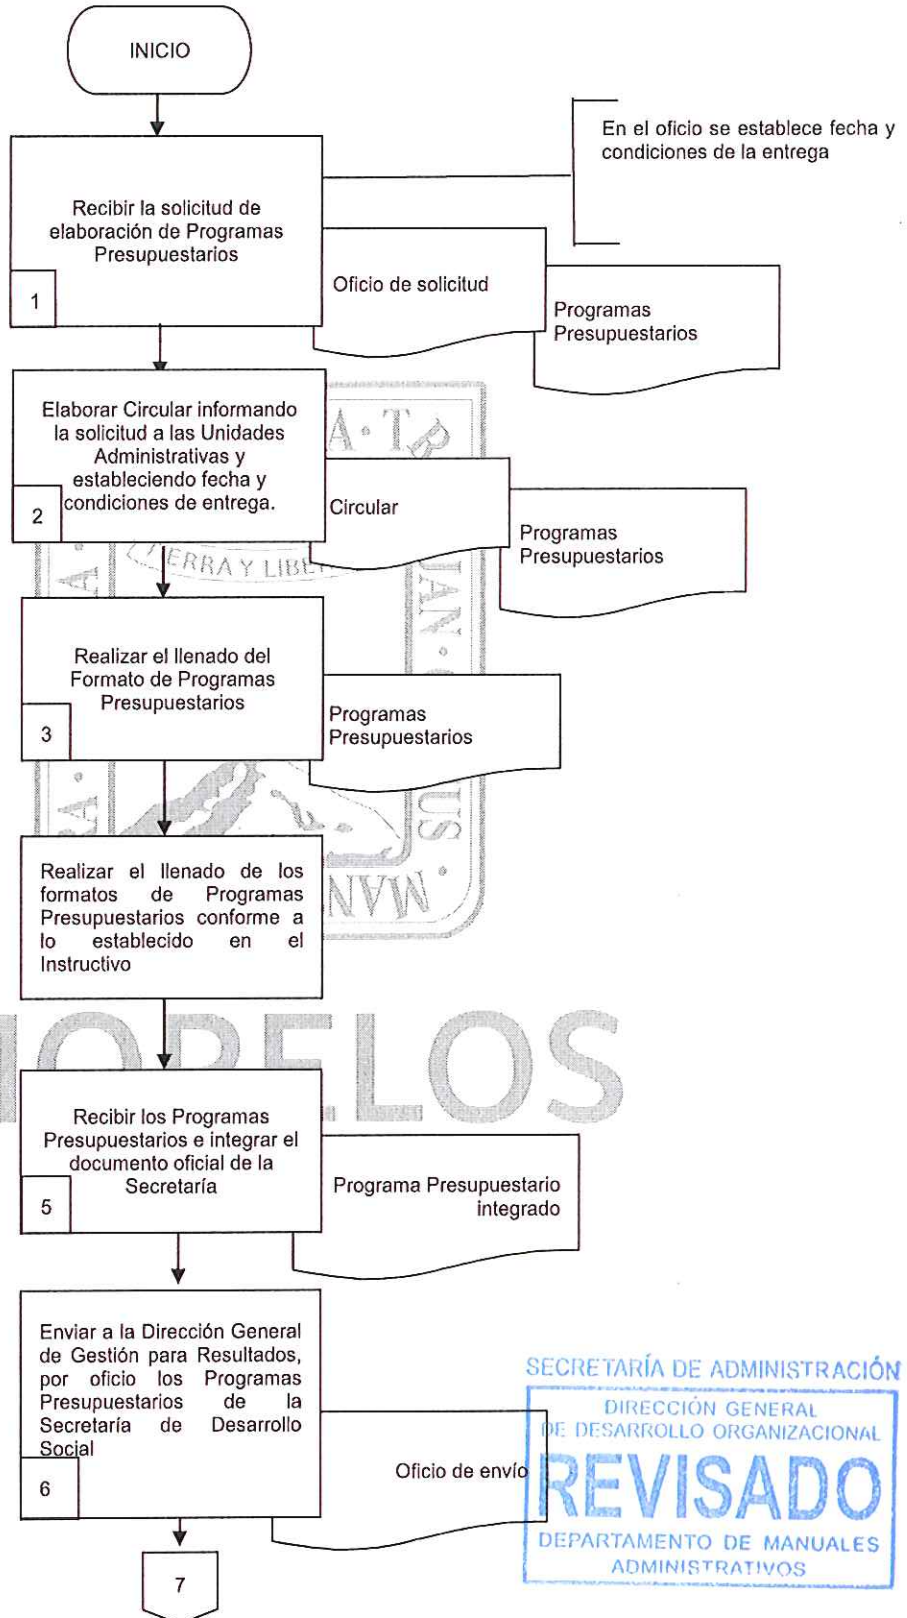 INICIO
En el oficio se establece fecha y
condiciones de la entrega
Recibir la solicitud de
elaboración de Programas
Presupuestarios
1
Oficio de solicitud
Programas
Presupuestarios
Elaborar Circular informando
la solicitud a las Unidades
Administrativas y
estableciendo fecha y
condiciones de entrega.
2
Circular
Programas
Presupuestarios
Realizar el llenado del
Formato de Programas
Presupuestarios
3
Programas
Presupuestarios
Realizar el llenado de los
formatos de Programas
Presupuestarios conforme a
lo establecido en el
Instructivo
Recibir los Programas
Presupuestarios e integrar el
documento oficial de la
Secretaría
5
Programa Presupuestario
integrado
Enviar a la Dirección General
de Gestión para Resultados,
por oficio los Programas
Presupuestarios de la
Secretaría de Desarrollo
Social
6
Oficio de envío
7
SECRETARÍA DE ADMINISTRACIÓN
DIRECCIÓN GENERAL
DE DESARROLLO ORGANIZACIONAL
REVISADO
DEPARTAMENTO DE MANUALES
ADMINISTRATIVOS